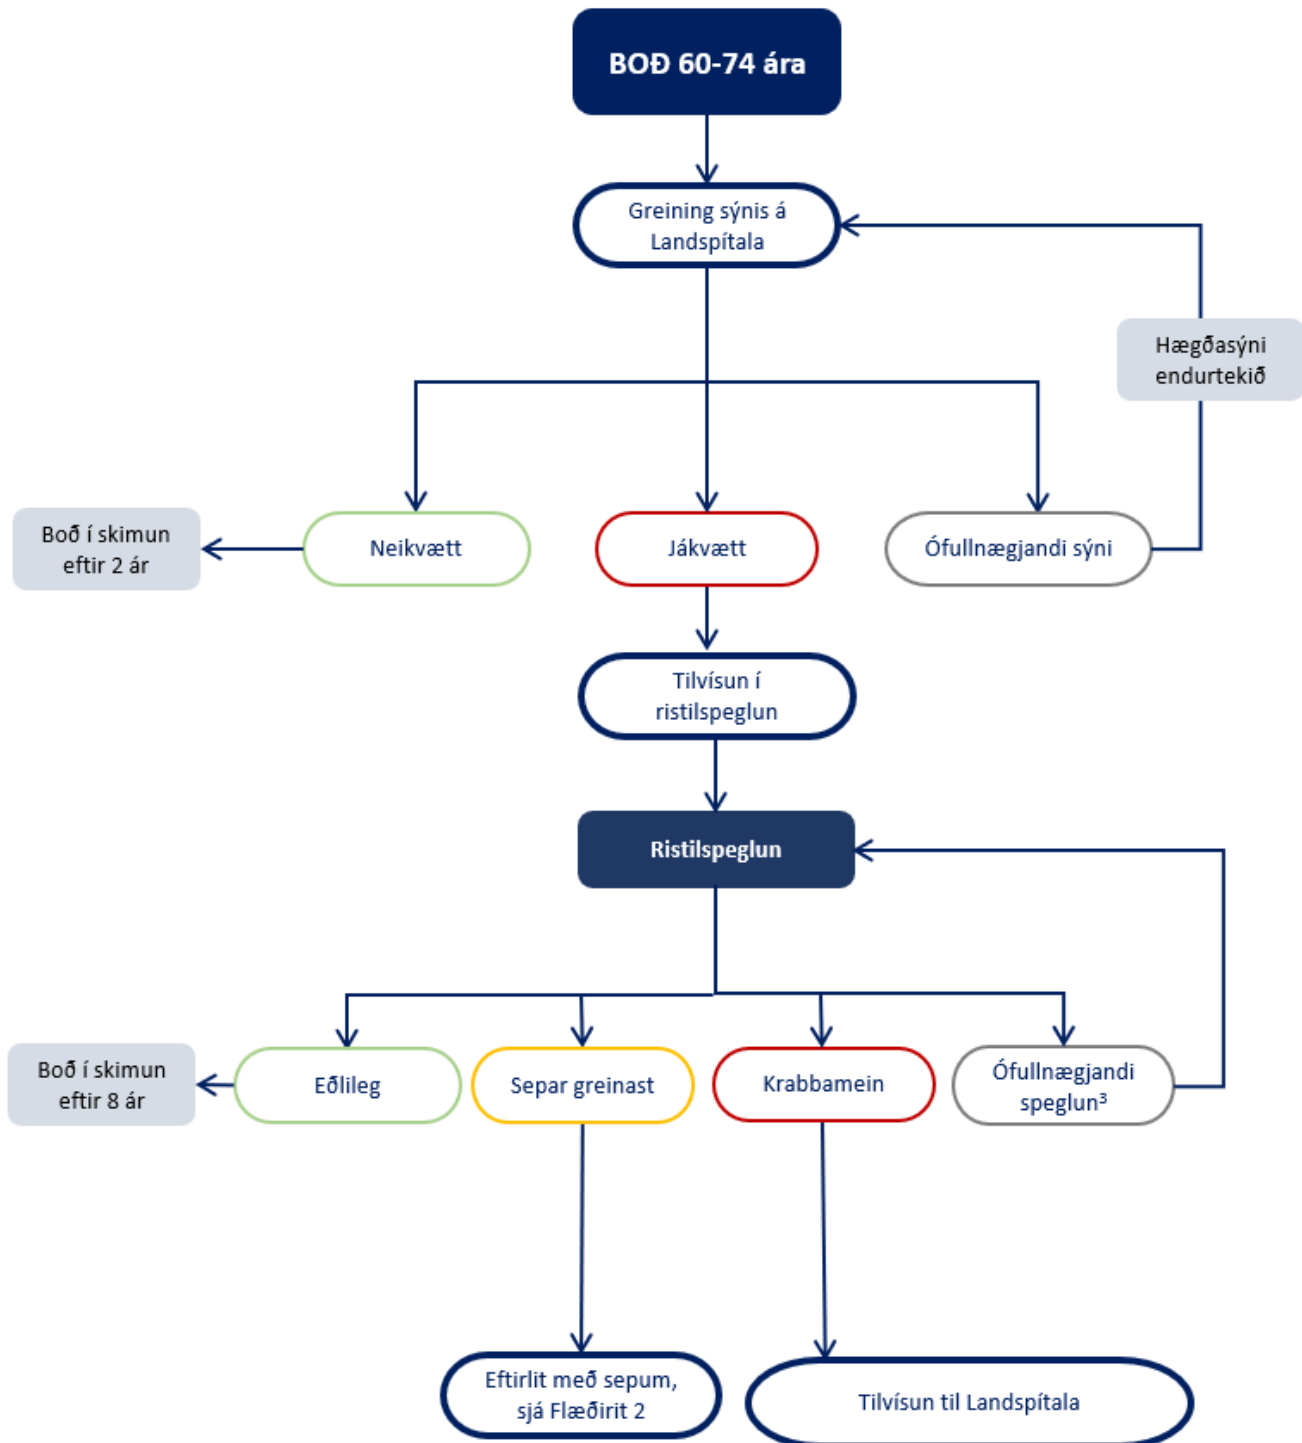 BOÐ 60-74 ára
Greining sýnis á
Landspítala
Hægðasýni
endurtekið
Boð í skimun
eftir 2 ár
Neikvætt
Jákvætt
Ófullnægjandi sýni
Tilvísun í
ristilspeglun
Ristilspeglun
Boð í skimun
eftir 8 ár
Eðlileg
Separ greinast
Krabbamein
Ófullnægjandi
speglun³
Eftirlit með sepum,
sjá Flæðirit 2
Tilvísun til Landspítala